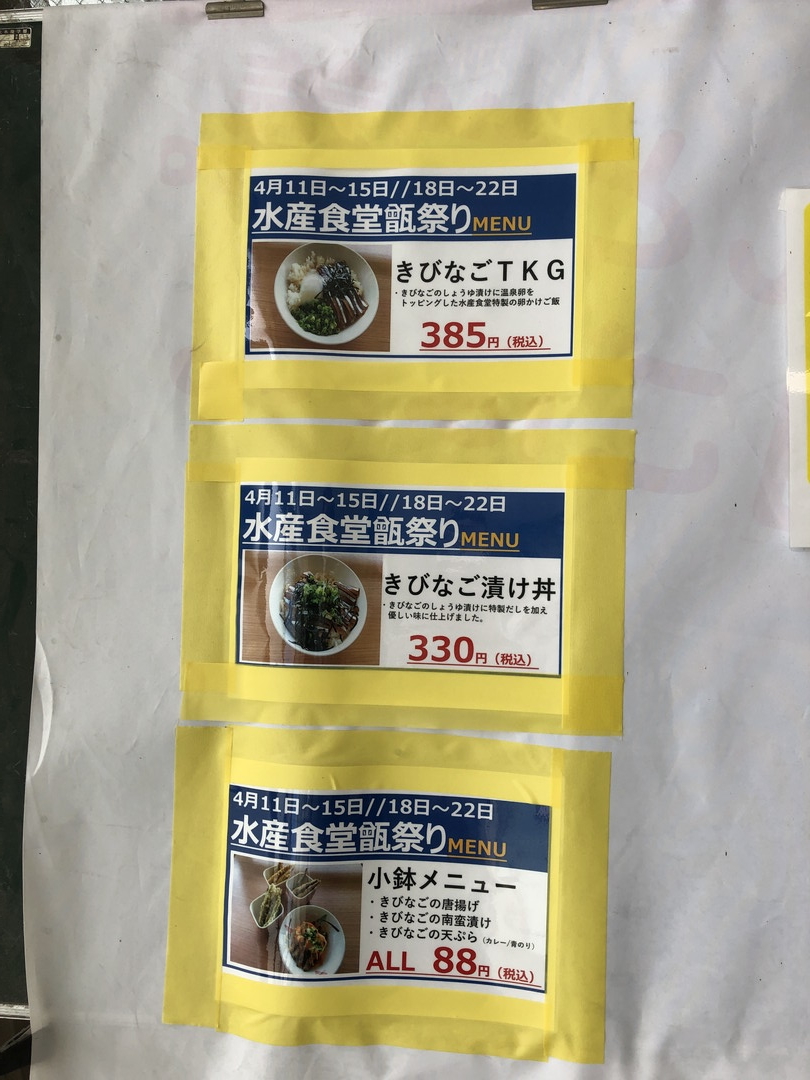 4月11日～15日//18日～22日
水産食堂甑祭りMENU
きびなごTKG
・きびなごのしょうゆ漬けに温泉卵を
トッピングした水産食堂特製の卵かけご飯
385円（税込）
4月11日～15日//18日～22日
水産食堂甑祭りMENU
きびなご漬け丼
・きびなごのしょうゆ漬けに特製だしを加え
優しい味に仕上げました。
330円（税込）
4月11日～15日//18日～22日
水産食堂甑祭りMENU
小鉢メニュー
・きびなごの唐揚げ
・きびなごの南蛮漬け
・きびなごの天ぷら（カレー/青のり）
ALL 88円（税込）